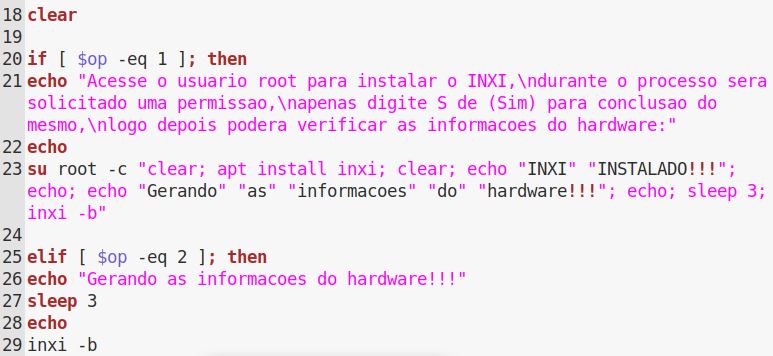 18 clear
19
20 if [ $op -eq 1 ]; then
21 echo "Acesse o usuario root para instalar o INXI,\ndurante o processo sera
solicitado uma permissao,\napenas digite S de (Sim) para conclusao do
mesmo,\nlogo depois podera verificar as informacoes do hardware:"
22 echo
23 su root -c "clear; apt install inxi; clear; echo "INXI" "INSTALADO!!!";
echo; echo "Gerando" "as" "informacoes" "do" "hardware!!!"; echo; sleep 3;
inxi -b"
24
25 elif [ $op -eq 2 ]; then
26 echo "Gerando as informacoes do hardware!!!"
27 sleep 3
28 echo
29 inxi -b